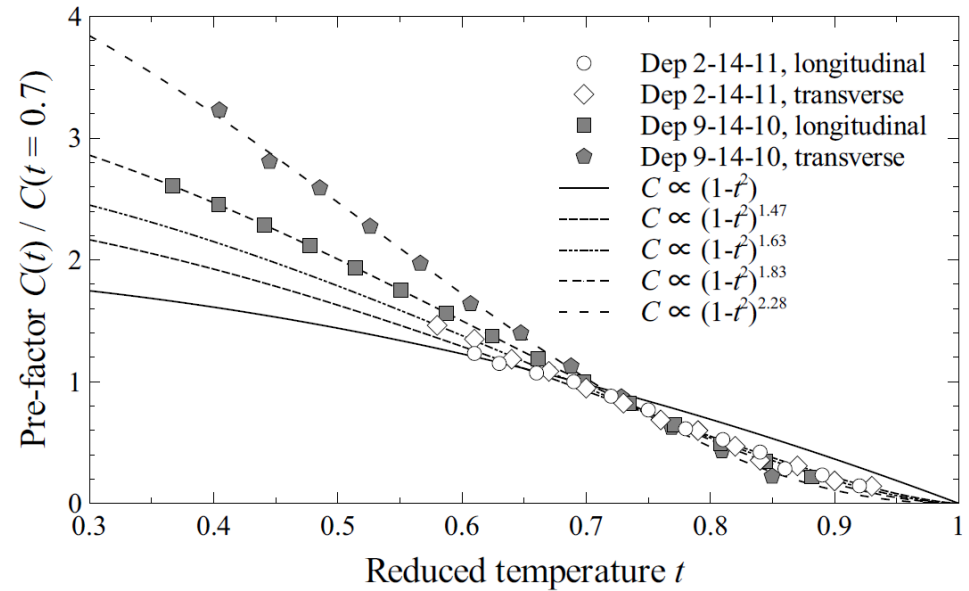 4
3
2
1
0
0.3 0.4 0.5 0.6 0.7 0.8 0.9 1
Pre-factor C(t) / C(t = 0.7)
Reduced temperature t
Dep 2-14-11, longitudinal
Dep 2-14-11, transverse
Dep 9-14-10, longitudinal
Dep 9-14-10, transverse
C ∝ (1-t²)
C ∝ (1-t²)^1.47
C ∝ (1-t²)^1.63
C ∝ (1-t²)^1.83
C ∝ (1-t²)^2.28